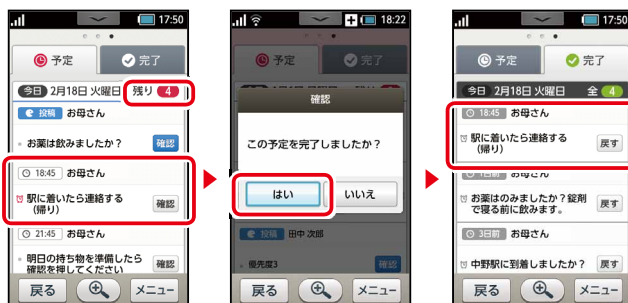 17:50
予定
完了
今日 2月18日 火曜日 残り 4
投稿 お母さん
お薬は飲みましたか？ 確認
18:45 お母さん
駅に着いたら連絡する
（帰り）
確認
21:45 お母さん
明日の持ち物を準備したら
確認を押してください
確認
戻る
メニュー
18:22
予定
完了
確認
この予定を完了しましたか？
はい
いいえ
投稿 田中 次郎
優先度3
確認
戻る
メニュー
17:50
予定
完了
今日 2月18日 火曜日 全 4
18:45 お母さん
駅に着いたら連絡する
（帰り）
戻す
1日前 お母さん
お薬はのみましたか？錠剤
で寝る前に飲みます。
戻す
3日前 お母さん
中野駅に到着しましたか？ 戻す
戻る
メニュー